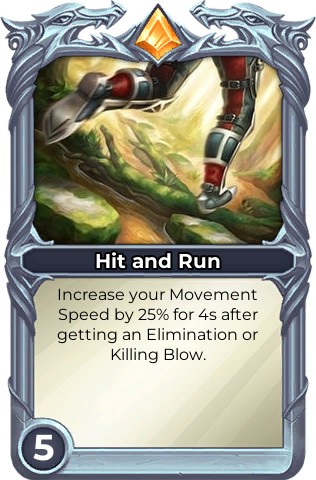 Hit and Run
Increase your Movement
Speed by 25% for 4s after
getting an Elimination or
Killing Blow.
5